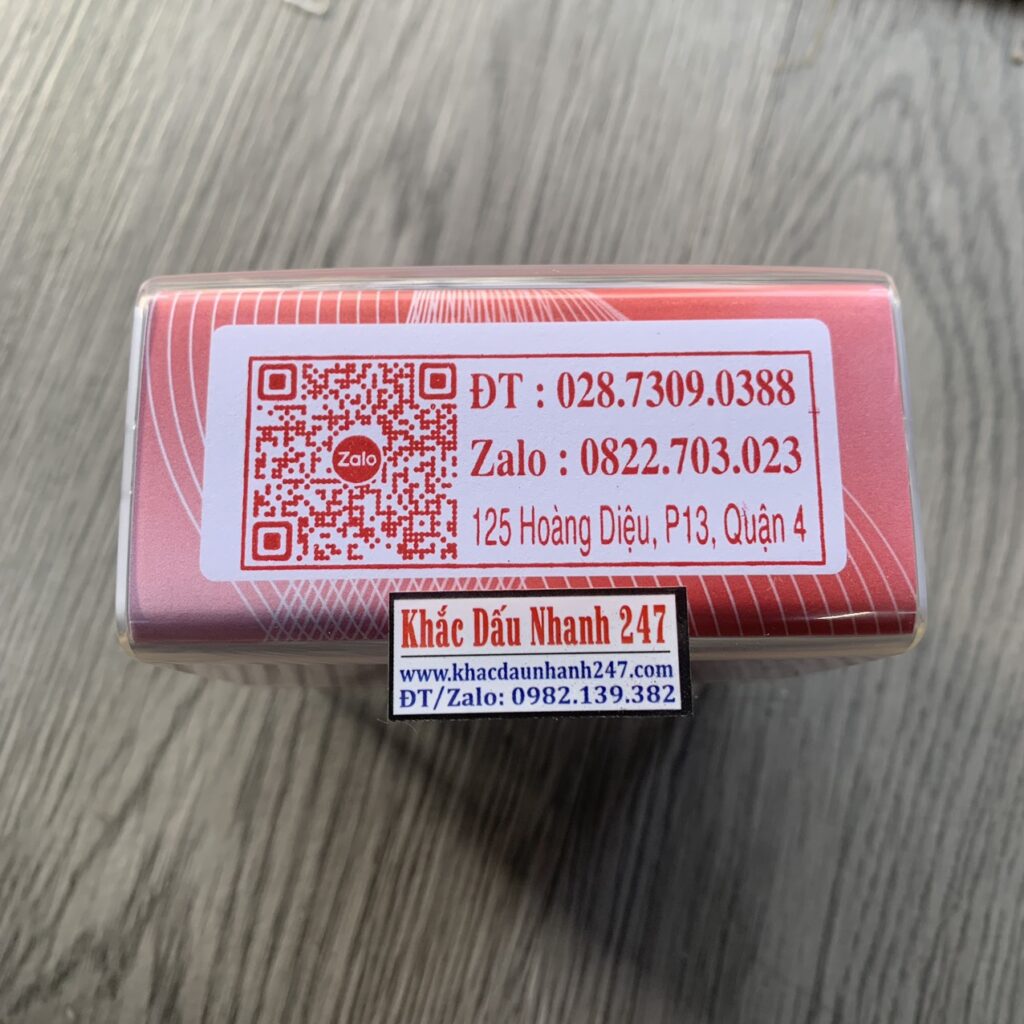 Zalo
ĐT : 028.7309.0388
Zalo : 0822.703.023
125 Hoàng Diệu, P13, Quận 4
Khắc Dấu Nhanh 247
www.khacdaunhanh247.com
ĐT/Zalo: 0982.139.382